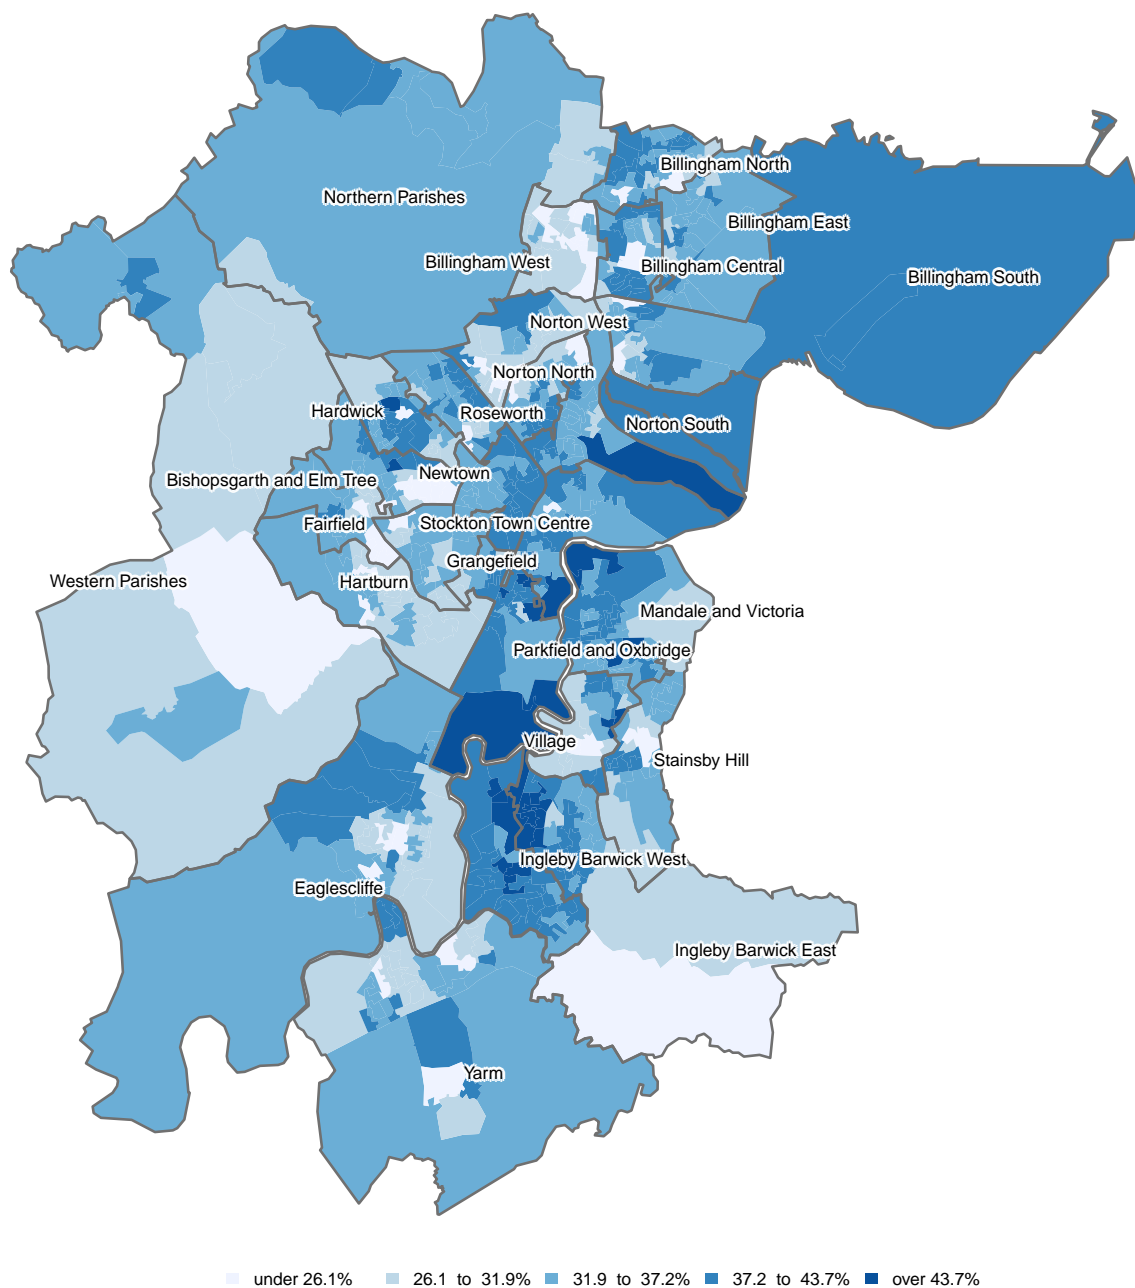 Billingham North
Northern Parishes
Billingham East
Billingham West
Billingham Central
Billingham South
Norton West
Norton North
Hardwick
Roseworth
Norton South
Newtown
Bishopsgarth and Elm Tree
Fairfield
Stockton Town Centre
Grangefield
Western Parishes
Hartburn
Mandale and Victoria
Parkfield and Oxbridge
Village
Stainsby Hill
Ingleby Barwick West
Eaglescliffe
Ingleby Barwick East
Yarm
under 26.1% 26.1 to 31.9% 31.9 to 37.2% 37.2 to 43.7% over 43.7%